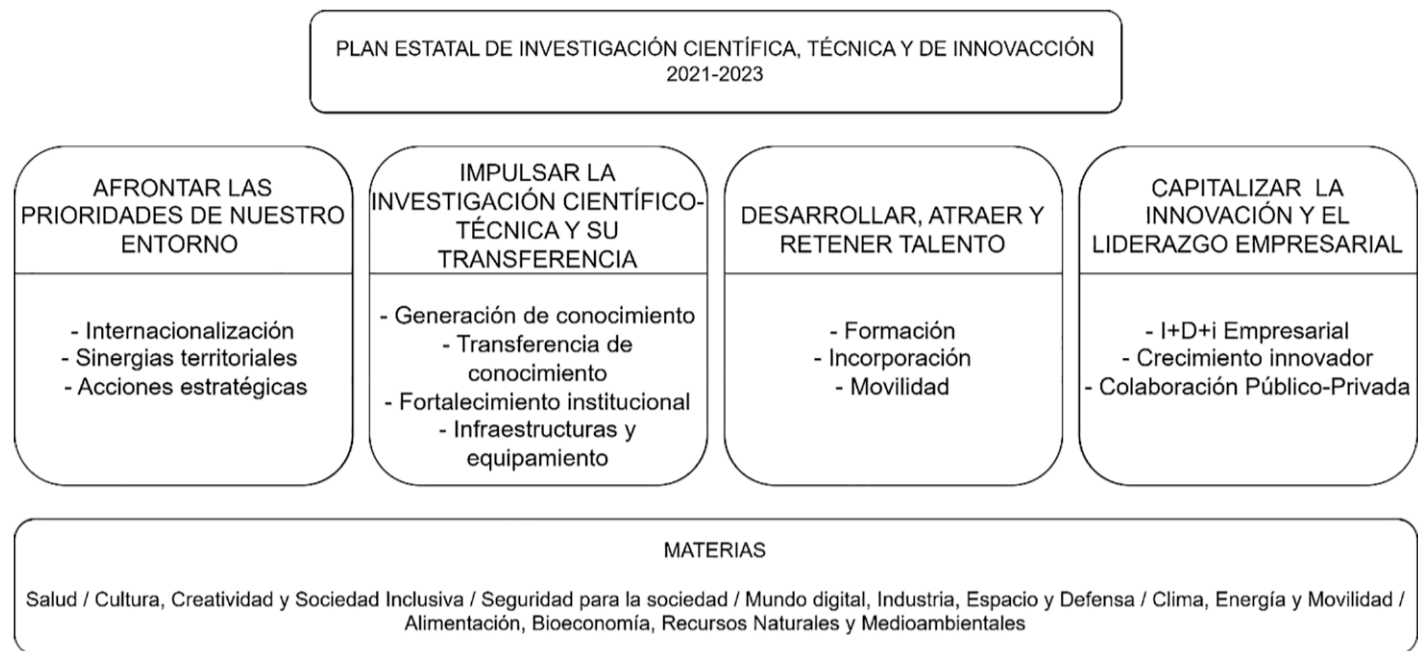 PLAN ESTATAL DE INVESTIGACIÓN CIENTÍFICA, TÉCNICA Y DE INNOVACCIÓN
2021-2023
AFRONTAR LAS
PRIORIDADES DE NUESTRO
ENTORNO
- Internacionalización
- Sinergias territoriales
- Acciones estratégicas
IMPULSAR LA
INVESTIGACIÓN CIENTÍFICO-
TÉCNICA Y SU
TRANSFERENCIA
- Generación de conocimiento
- Transferencia de
conocimiento
- Fortalecimiento institucional
- Infraestructuras y
equipamiento
DESARROLLAR, ATRAER Y
RETENER TALENTO
- Formación
- Incorporación
- Movilidad
CAPITALIZAR LA
INNOVACIÓN Y EL
LIDERAZGO EMPRESARIAL
- I+D+i Empresarial
- Crecimiento innovador
- Colaboración Público-Privada
MATERIAS
Salud / Cultura, Creatividad y Sociedad Inclusiva / Seguridad para la sociedad / Mundo digital, Industria, Espacio y Defensa / Clima, Energía y Movilidad /
Alimentación, Bioeconomía, Recursos Naturales y Medioambientales